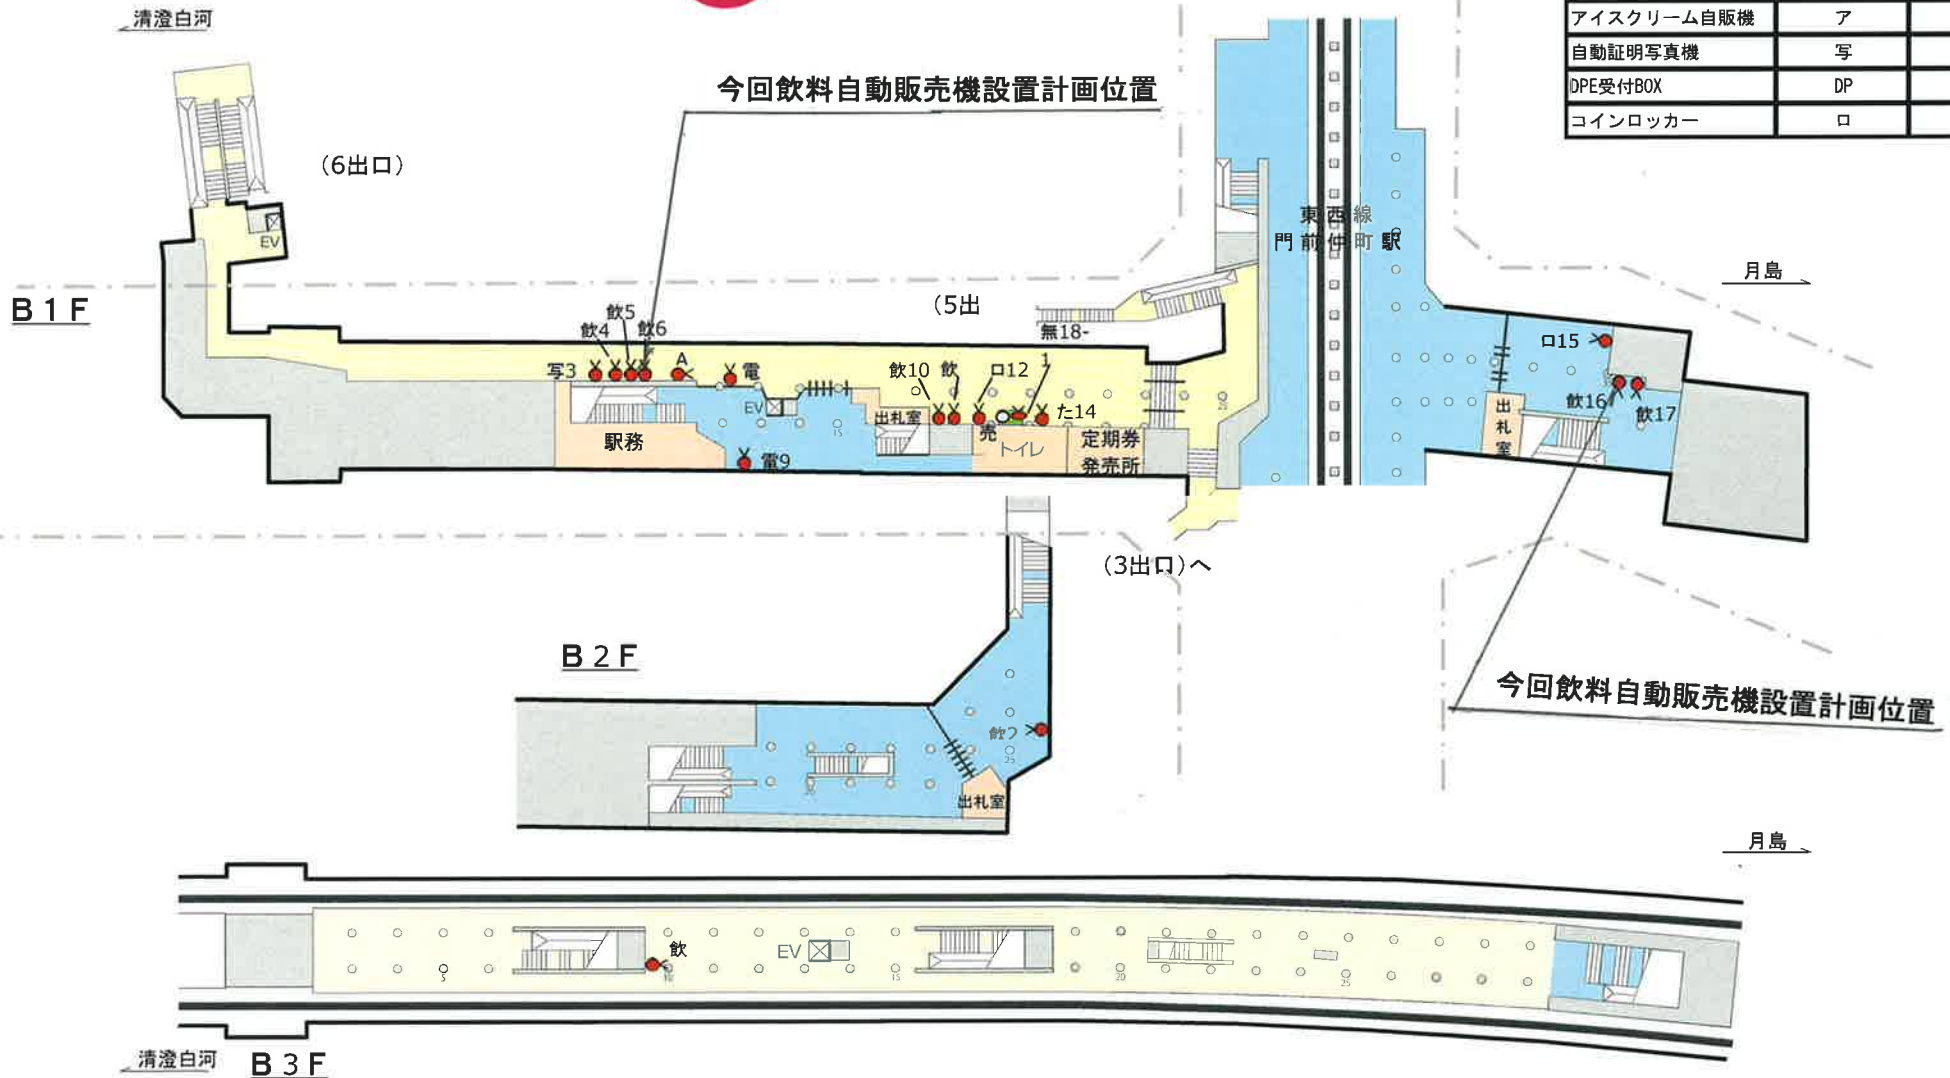 清澄白河
アイスクリーム自販機 ア
自動証明写真機 写
DPE受付BOX DP
コインロッカー ロ
今回飲料自動販売機設置計画位置
(6出口)
EV
東西線
門前仲町駅
月島
B1F
(5出
無18-
飲4
飲5
飲6
写3
A
電
飲10
飲
ロ12
1
た14
ロ15
飲16
飲17
EV
15
出札室
売
トイレ
定期券
発売所
20
駅務
電9
出札室
(3出口)へ
B2F
今回飲料自動販売機設置計画位置
25
出札室
月島
飲
EV
5
10
15
20
25
清澄白河
B3F